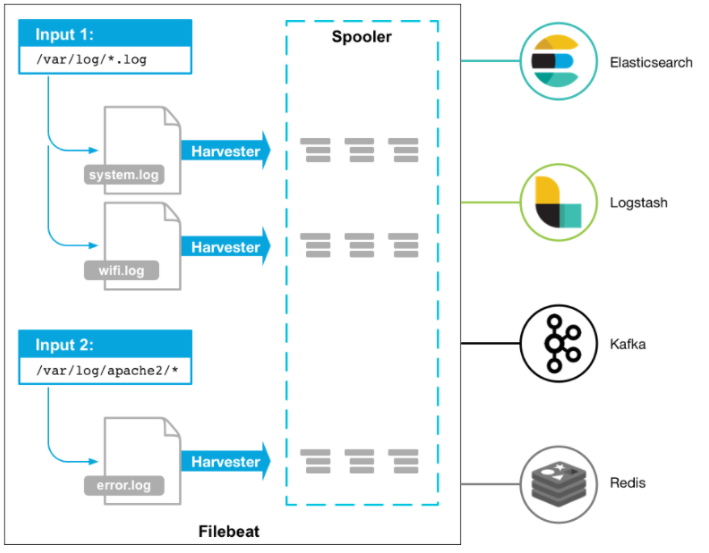 Input 1:
/var/log/*.log
system.log
Harvester
wifi.log
Harvester
Input 2:
/var/log/apache2/*
error.log
Harvester
Spooler
Filebeat
Elasticsearch
Logstash
Kafka
Redis